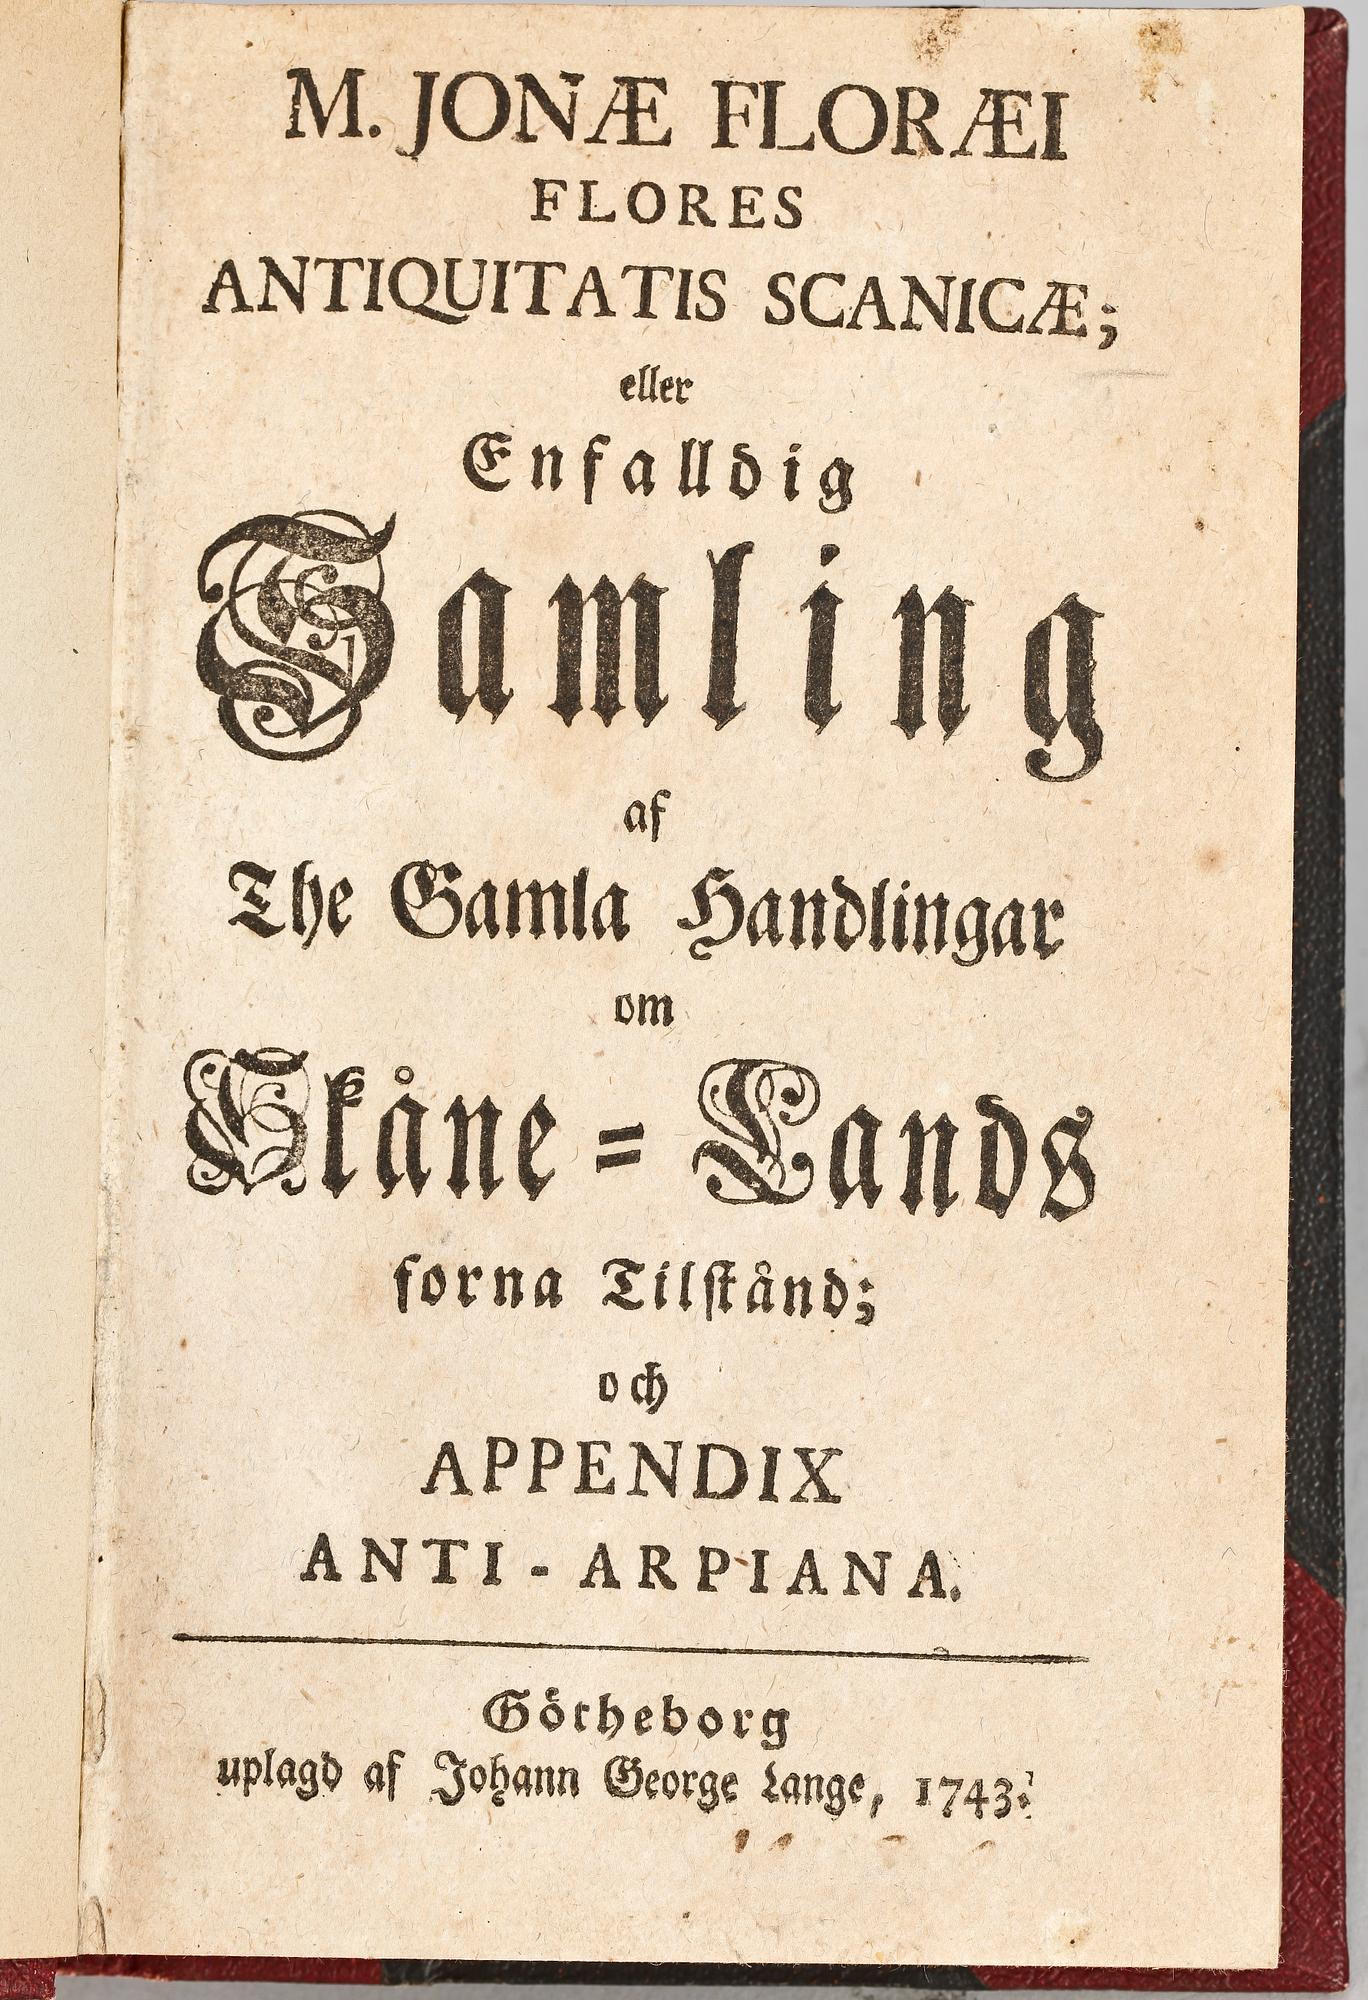 M. JONÆ FLORÆI
FLORES
ANTIQUITATIS SCANICÆ;
eller
Enfalldig
Samling
af
The Gamla Handlingar
om
Skåne = Lands
forna Tilstånd;
och
APPENDIX
ANTI-ARPIANA.
Götheborg
uplagd af Johann George Lange, 1743.